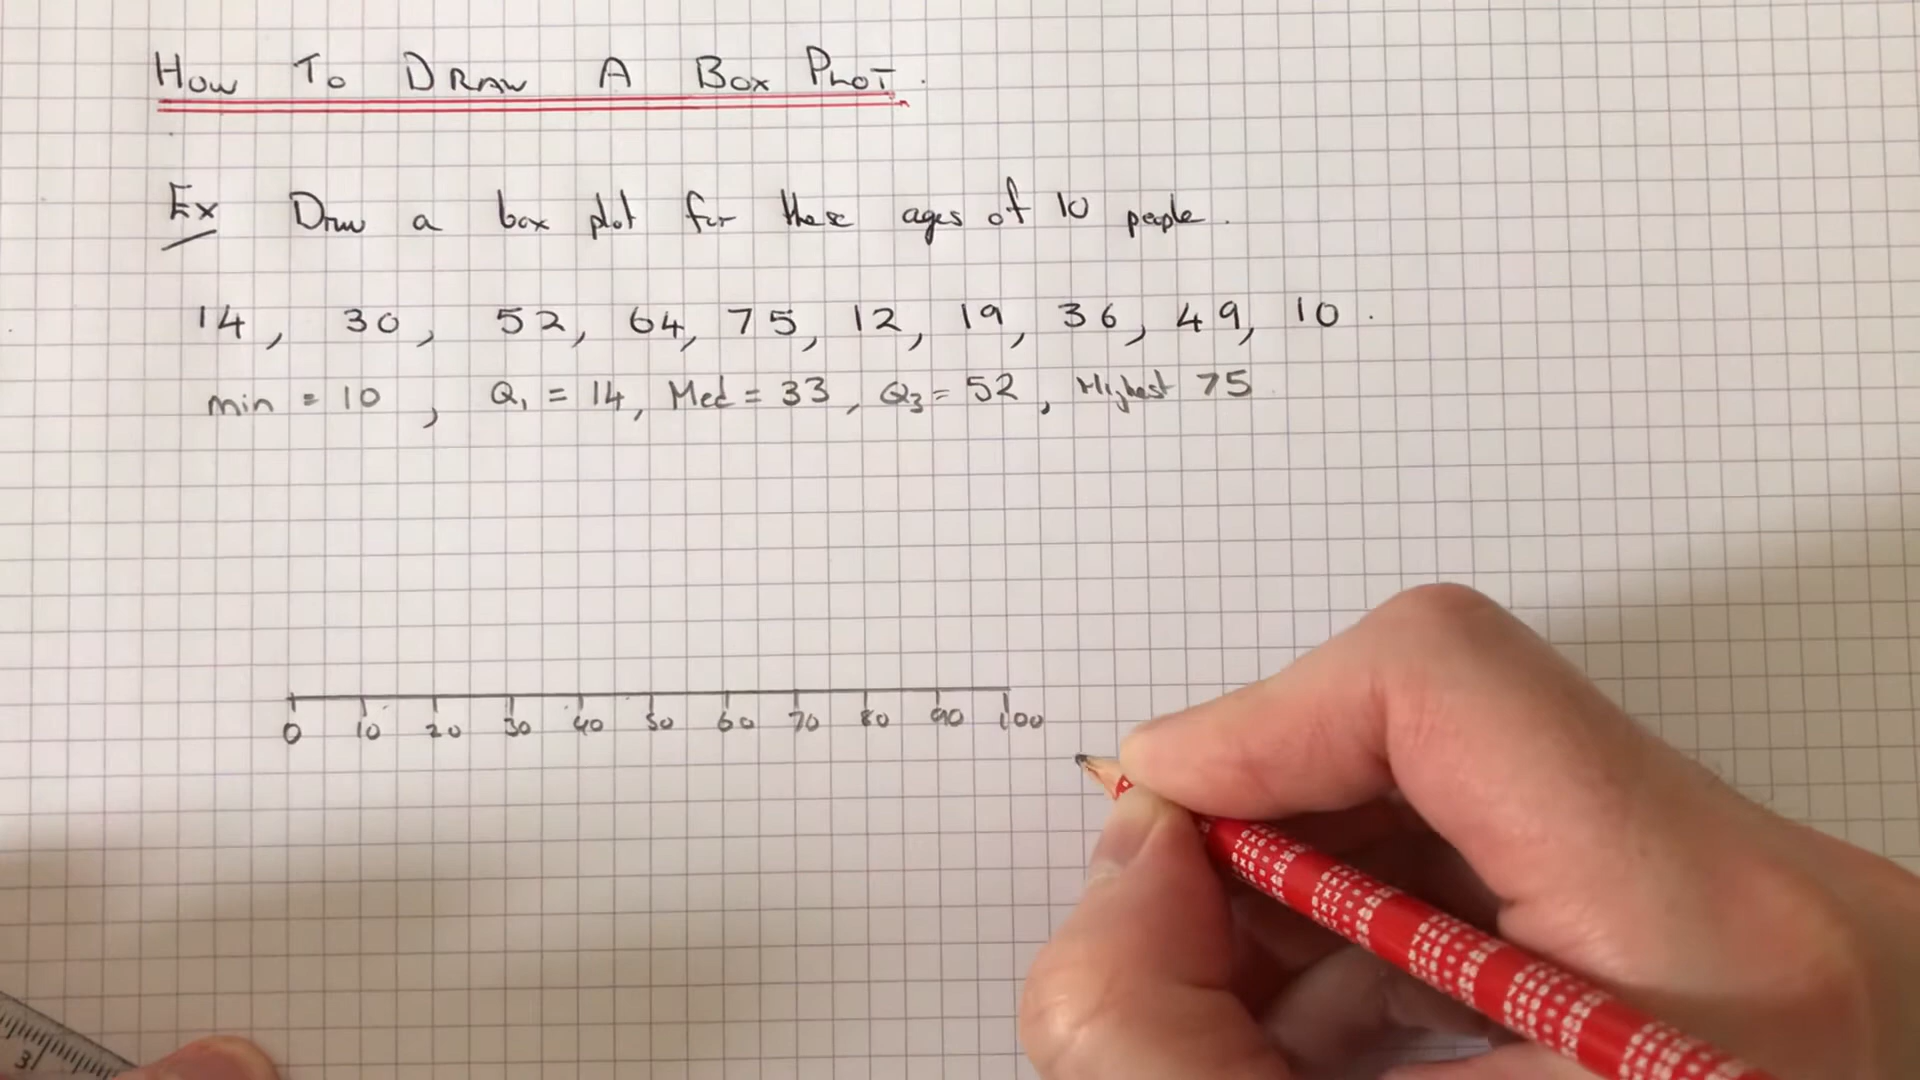 HOW TO DRAW A BOX PLOT.
Ex Draw a box plot for these ages of 10 people.
14, 30, 52, 64, 75, 12, 19, 36, 49, 10.
min = 10, Q1 = 14, Med = 33, Q3 = 52, Highest 75
0 10 20 30 40 50 60 70 80 90 100
3